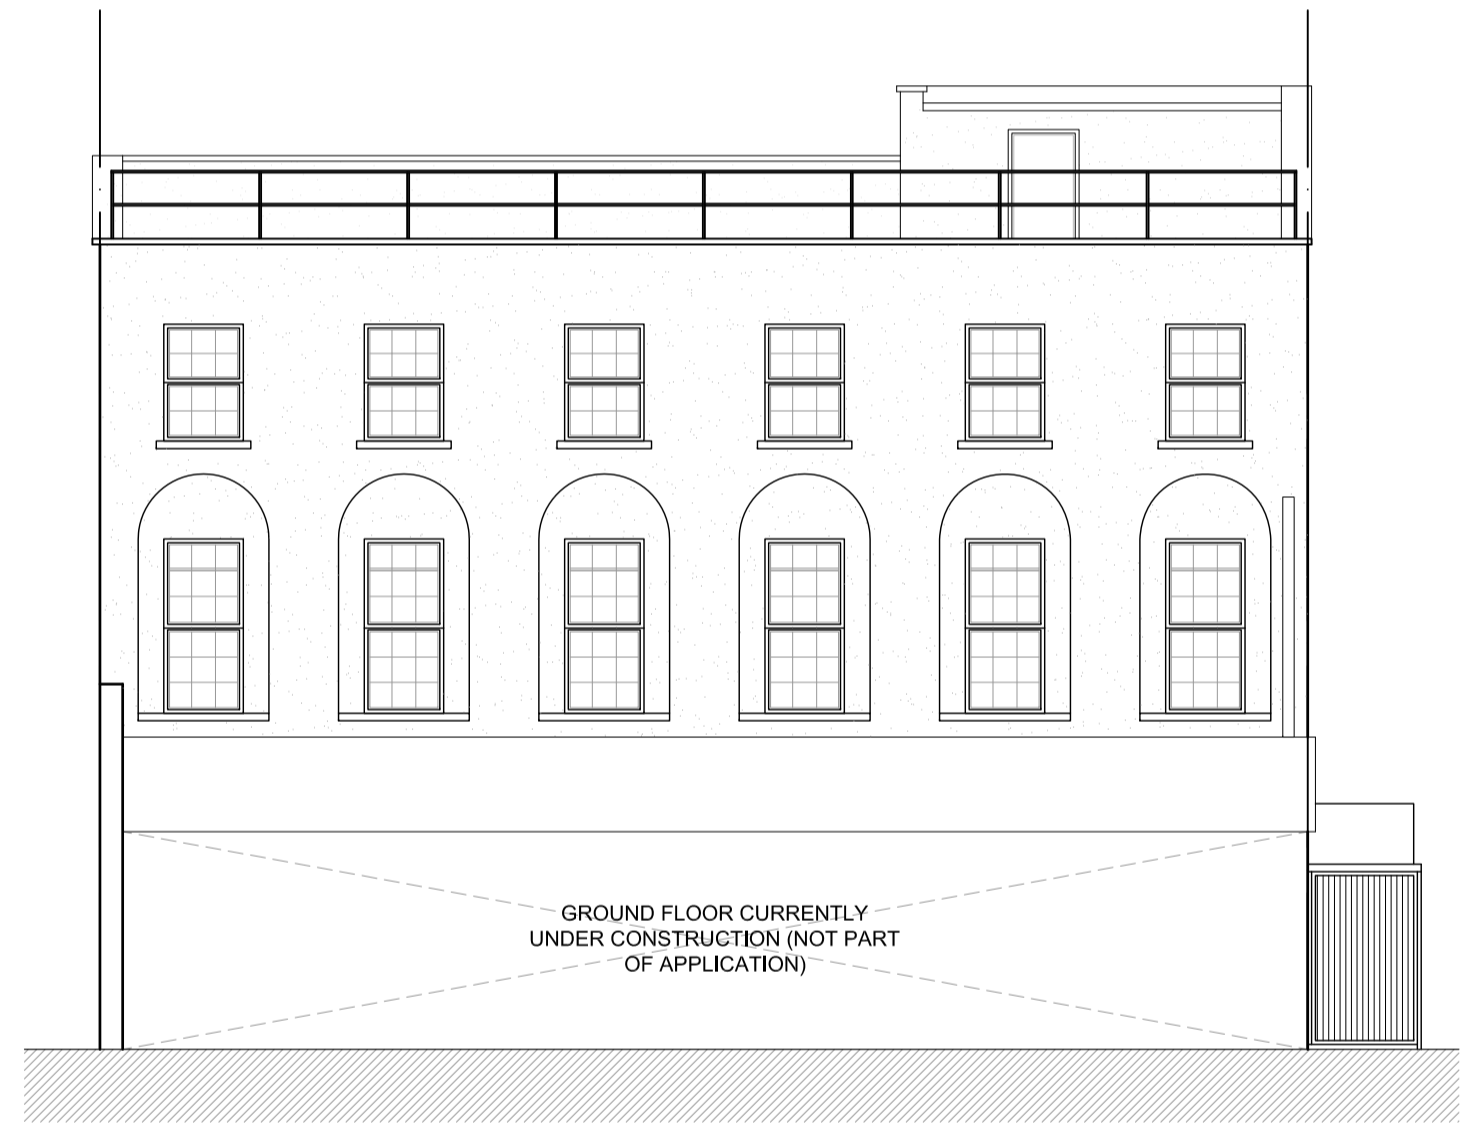 GROUND FLOOR CURRENTLY
UNDER CONSTRUCTION (NOT PART
OF APPLICATION)